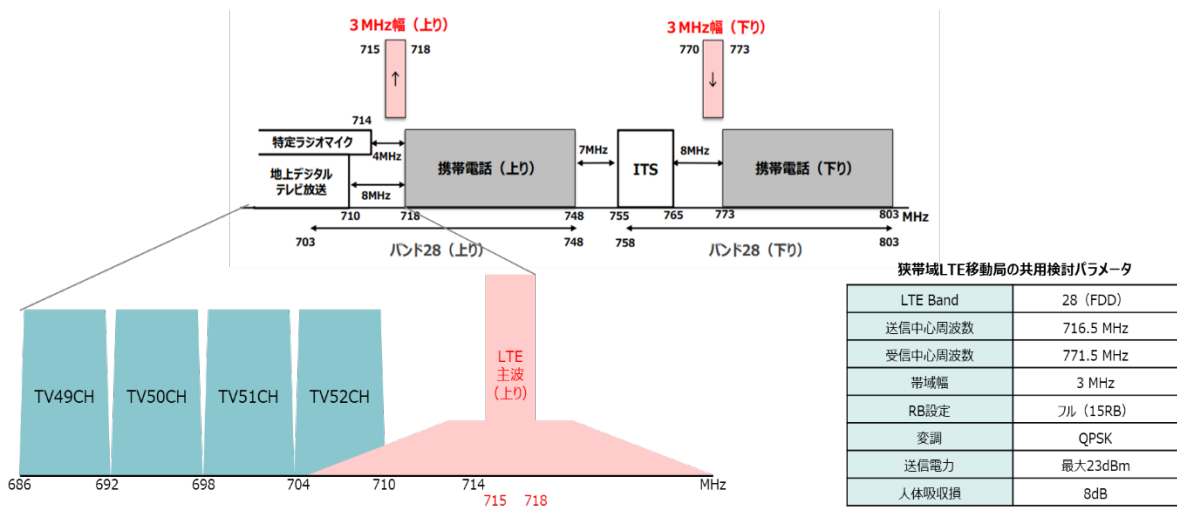 3MHz幅(上り)
3MHz幅(下り)
715 718
770 773
↑
↓
714
特定ラジオマイク
4MHz
地上デジタル
テレビ放送
8MHz
携帯電話(上り)
7MHz
ITS
8MHz
携帯電話(下り)
710 718 748 755 765 773 803 MHz
703 748 758 803
バンド28(上り)
バンド28(下り)
狭帯域LTE移動局の共用検討パラメータ
LTE Band 28(FDD)
送信中心周波数 716.5 MHz
受信中心周波数 771.5 MHz
帯域幅 3 MHz
RB設定 フル(15RB)
変調 QPSK
送信電力 最大23dBm
人体吸収損 8dB
TV49CH TV50CH TV51CH TV52CH
LTE
主波
(上り)
686 692 698 704 710 714 MHz
715 718